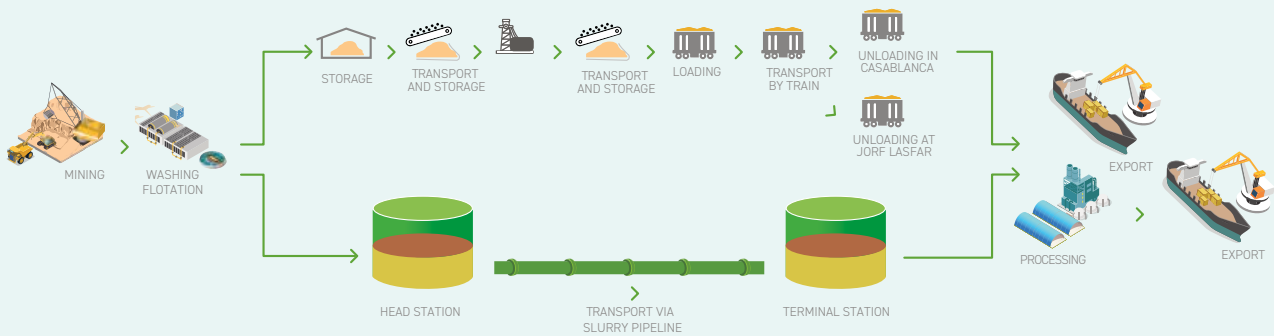 MINING
WASHING
FLOTATION
STORAGE
TRANSPORT
AND STORAGE
TRANSPORT
AND STORAGE
LOADING
TRANSPORT
BY TRAIN
UNLOADING IN
CASABLANCA
UNLOADING AT
JORF LASFAR
HEAD STATION
TRANSPORT VIA
SLURRY PIPELINE
TERMINAL STATION
EXPORT
PROCESSING
EXPORT